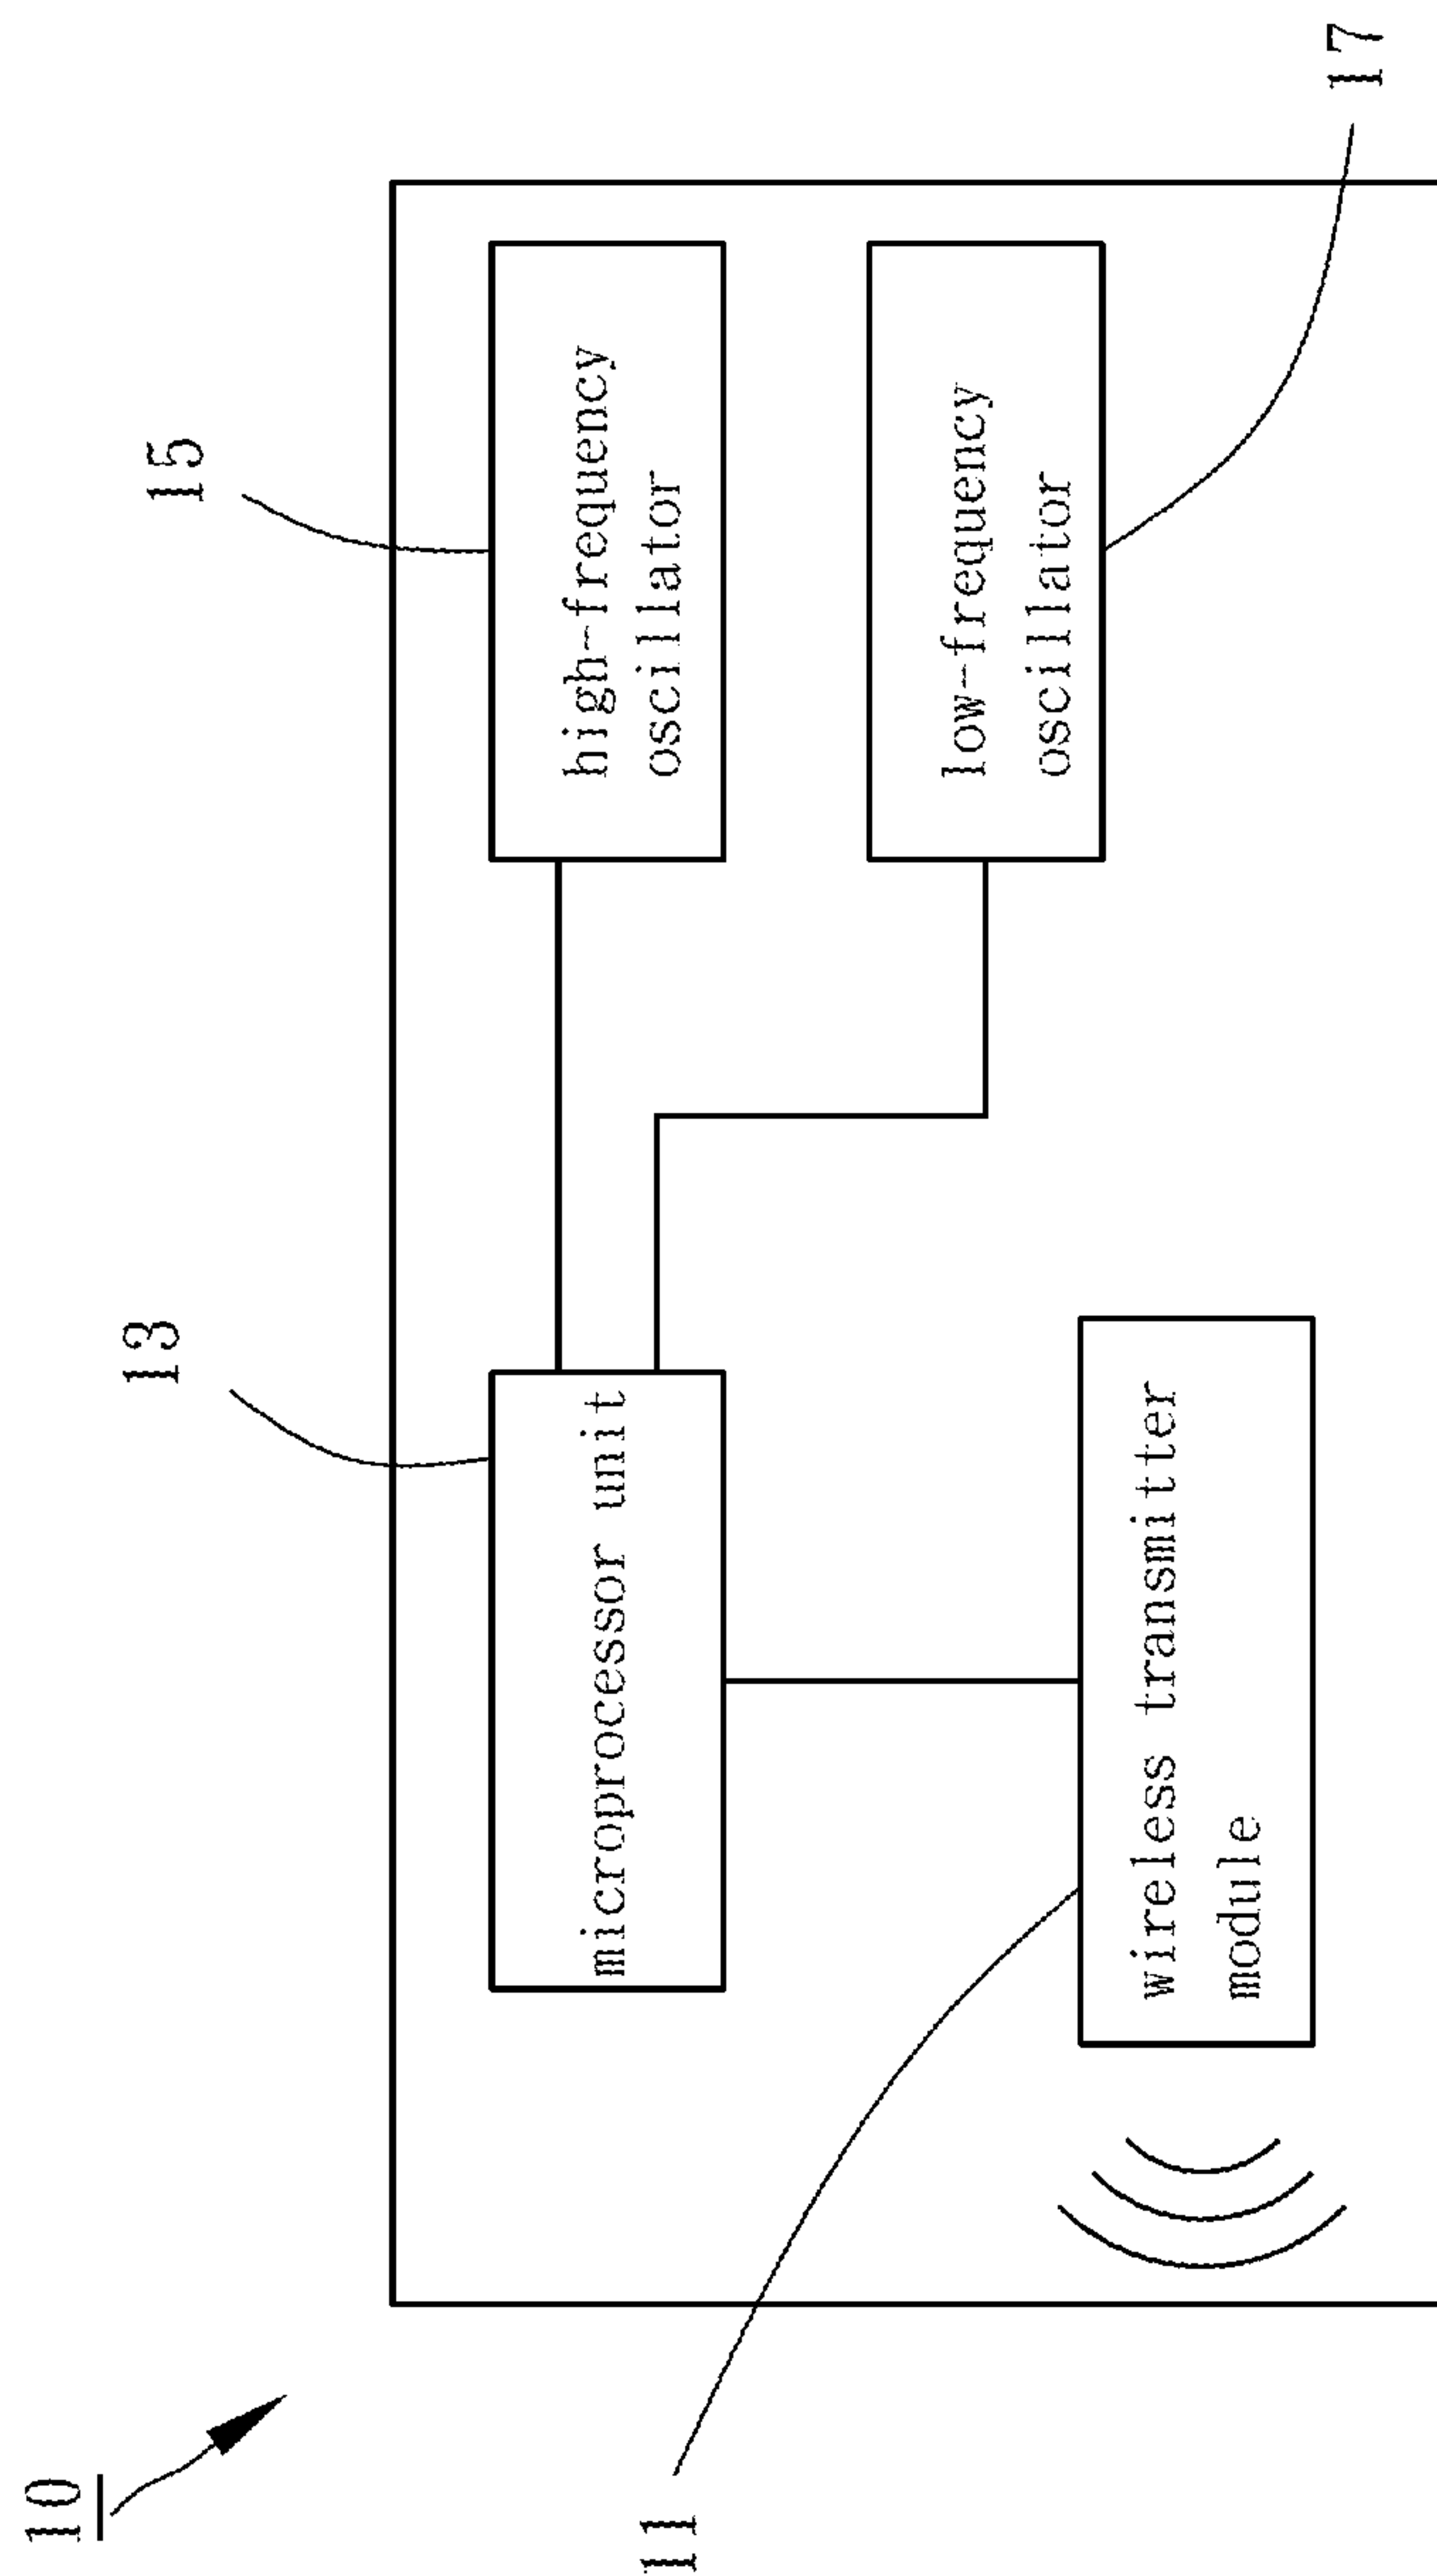 10
13
15
microprocessor unit
high-frequency
oscillator
low-frequency
oscillator
wireless transmitter
module
11
17